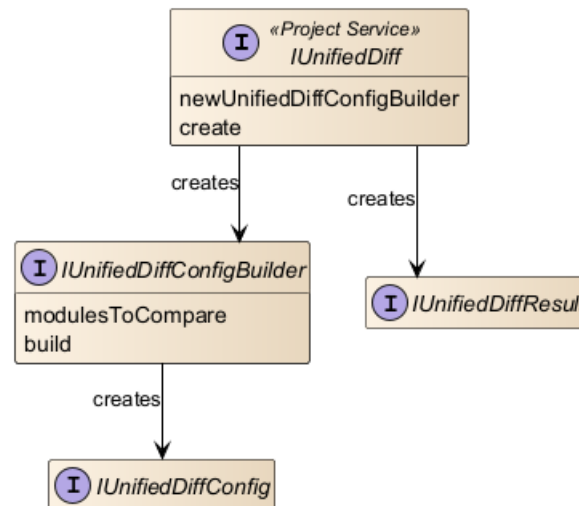 I «Project Service»
IUnifiedDiff
newUnifiedDiffConfigBuilder
create
creates
creates
I IUnifiedDiffConfigBuilder
modulesToCompare
build
I IUnifiedDiffResul
creates
I IUnifiedDiffConfig